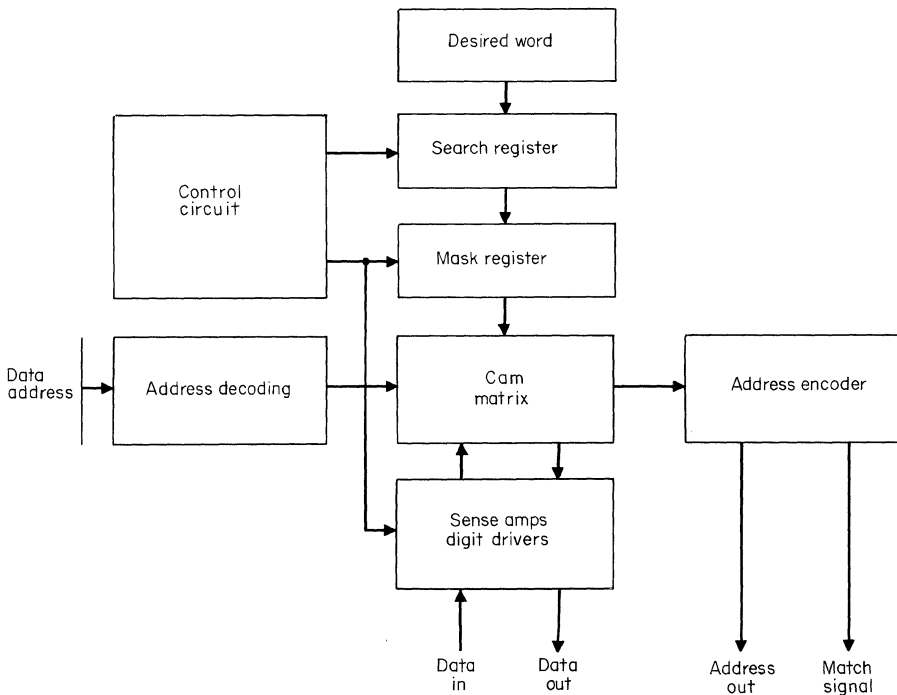 Desired word
Search register
Control
circuit
Mask register
Data
address
Address decoding
Cam
matrix
Address encoder
Sense amps
digit drivers
Data
in
Data
out
Address
out
Match
signal